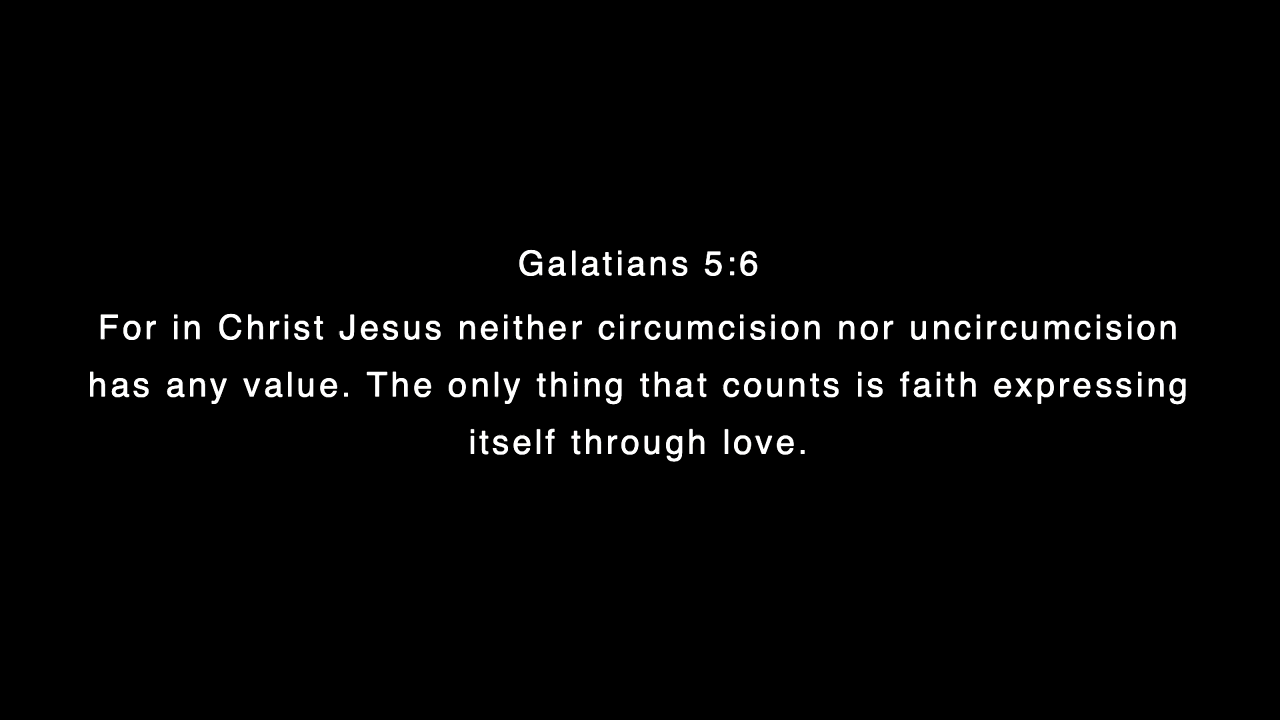 Galatians 5:6
For in Christ Jesus neither circumcision nor uncircumcision
has any value. The only thing that counts is faith expressing
itself through love.